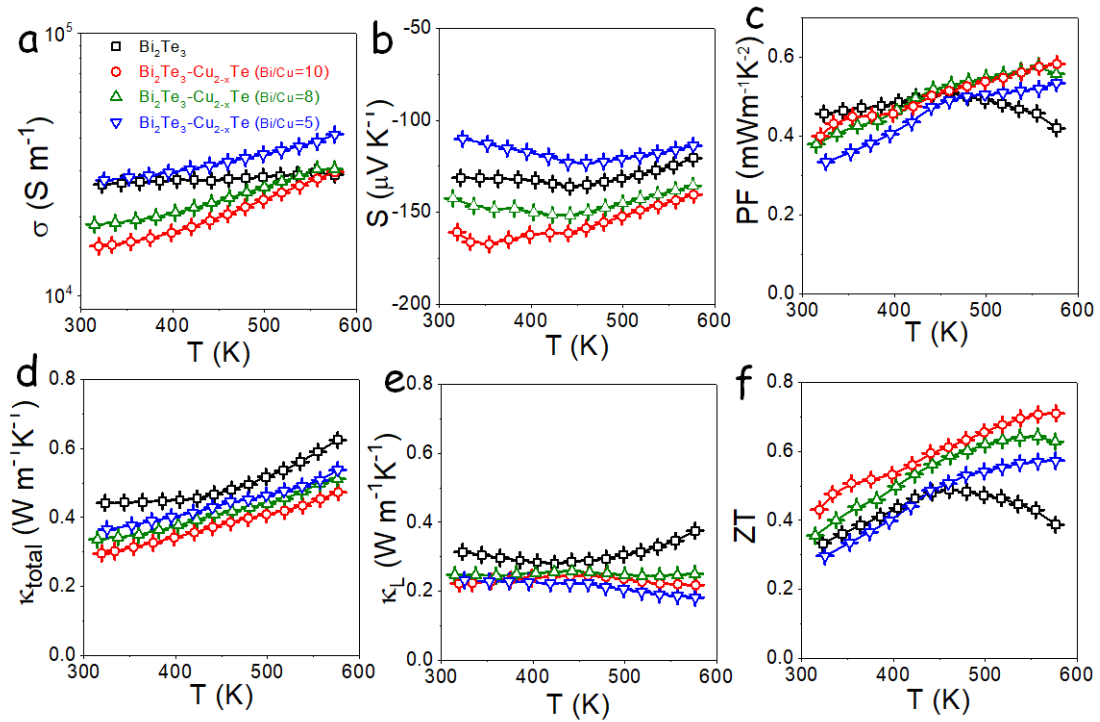 a
10⁵
10⁴
σ (S m⁻¹)
Bi₂Te₃
Bi₂Te₃-Cu₂₋ₓTe (Bi/Cu=10)
Bi₂Te₃-Cu₂₋ₓTe (Bi/Cu=8)
Bi₂Te₃-Cu₂₋ₓTe (Bi/Cu=5)
300 400 500 600
T (K)
b
-50
-100
-150
-200
S (μV K⁻¹)
300 400 500 600
T (K)
c
0.6
0.4
0.2
0.0
PF (mWm⁻¹K⁻²)
300 400 500 600
T (K)
d
0.8
0.6
0.4
0.2
0.0
κtotal (W m⁻¹K⁻¹)
300 400 500 600
T (K)
e
0.8
0.6
0.4
0.2
0.0
κL (W m⁻¹K⁻¹)
300 400 500 600
T (K)
f
0.8
0.6
0.4
0.2
0.0
ZT
300 400 500 600
T (K)